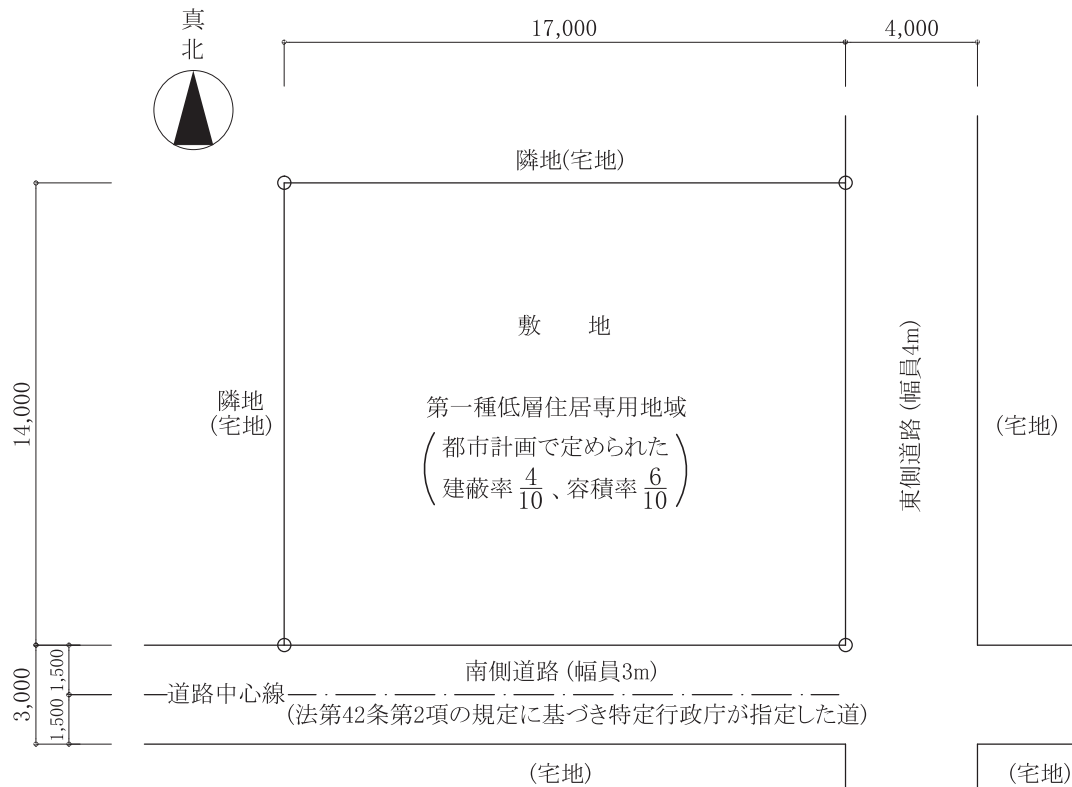 真
北
17,000
4,000
隣地(宅地)
敷 地
14,000
隣地
(宅地)
第一種低層住居専用地域
都市計画で定められた
建蔽率 4/10 、容積率 6/10
東側道路 (幅員4m)
(宅地)
3,000
1,500
1,500
南側道路 (幅員3m)
道路中心線
(法第42条第2項の規定に基づき特定行政庁が指定した道)
(宅地)
(宅地)